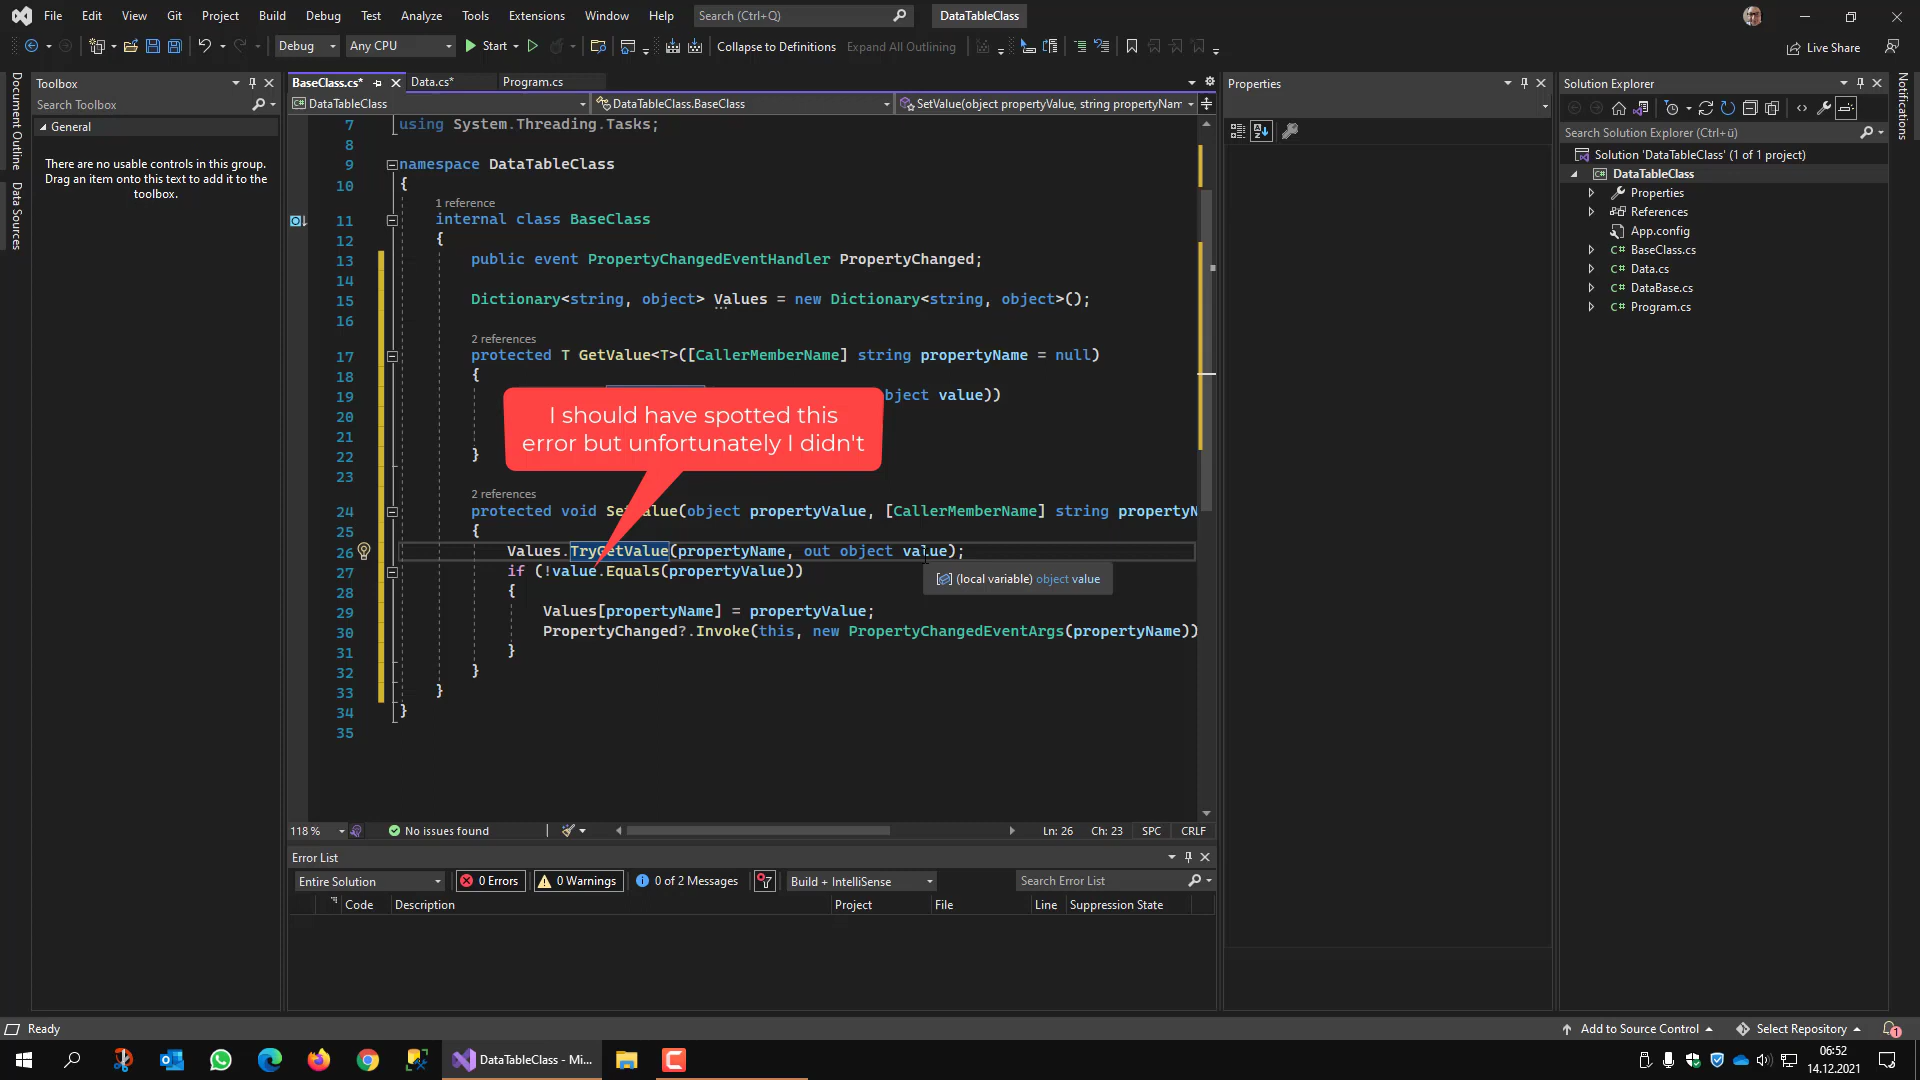 File Edit View Git Project Build Debug Test Analyze Tools Extensions Window Help Search (Ctrl+Q) DataTableClass
Debug Any CPU Start Collapse to Definitions Expand All Outlining Live Share
Document Outline
Data Sources
Toolbox
Search Toolbox
General
There are no usable controls in this group.
Drag an item onto this text to add it to the
toolbox.
BaseClass.cs* Data.cs* Program.cs
DataTableClass DataTableClass.BaseClass SetValue(object propertyValue, string propertyNam
7 using System.Threading.Tasks;
8
9 namespace DataTableClass
10 {
1 reference
11 internal class BaseClass
12 {
13 public event PropertyChangedEventHandler PropertyChanged;
14
15 Dictionary<string, object> Values = new Dictionary<string, object>();
16
2 references
17 protected T GetValue<T>([CallerMemberName] string propertyName = null)
18 {
19 bject value))
20
21
22 }
23
I should have spotted this
error but unfortunately I didn't
2 references
24 protected void Se alue(object propertyValue, [CallerMemberName] string propertyN
25 {
26 Values.TryGetValue(propertyName, out object value);
27 if (!value.Equals(propertyValue))
(local variable) object value
28 {
29 Values[propertyName] = propertyValue;
30 PropertyChanged?.Invoke(this, new PropertyChangedEventArgs(propertyName))
31 }
32 }
33 }
34 }
35
118 % No issues found Ln: 26 Ch: 23 SPC CRLF
Error List
Entire Solution 0 Errors 0 Warnings 0 of 2 Messages Build + IntelliSense Search Error List
Code Description Project File Line Suppression State
Properties
Solution Explorer
Search Solution Explorer (Ctrl+ü)
Solution 'DataTableClass' (1 of 1 project)
C# DataTableClass
Properties
References
App.config
C# BaseClass.cs
C# Data.cs
C# DataBase.cs
C# Program.cs
Notifications
Ready Add to Source Control Select Repository 1
DataTableClass - Mi... 06:52
14.12.2021